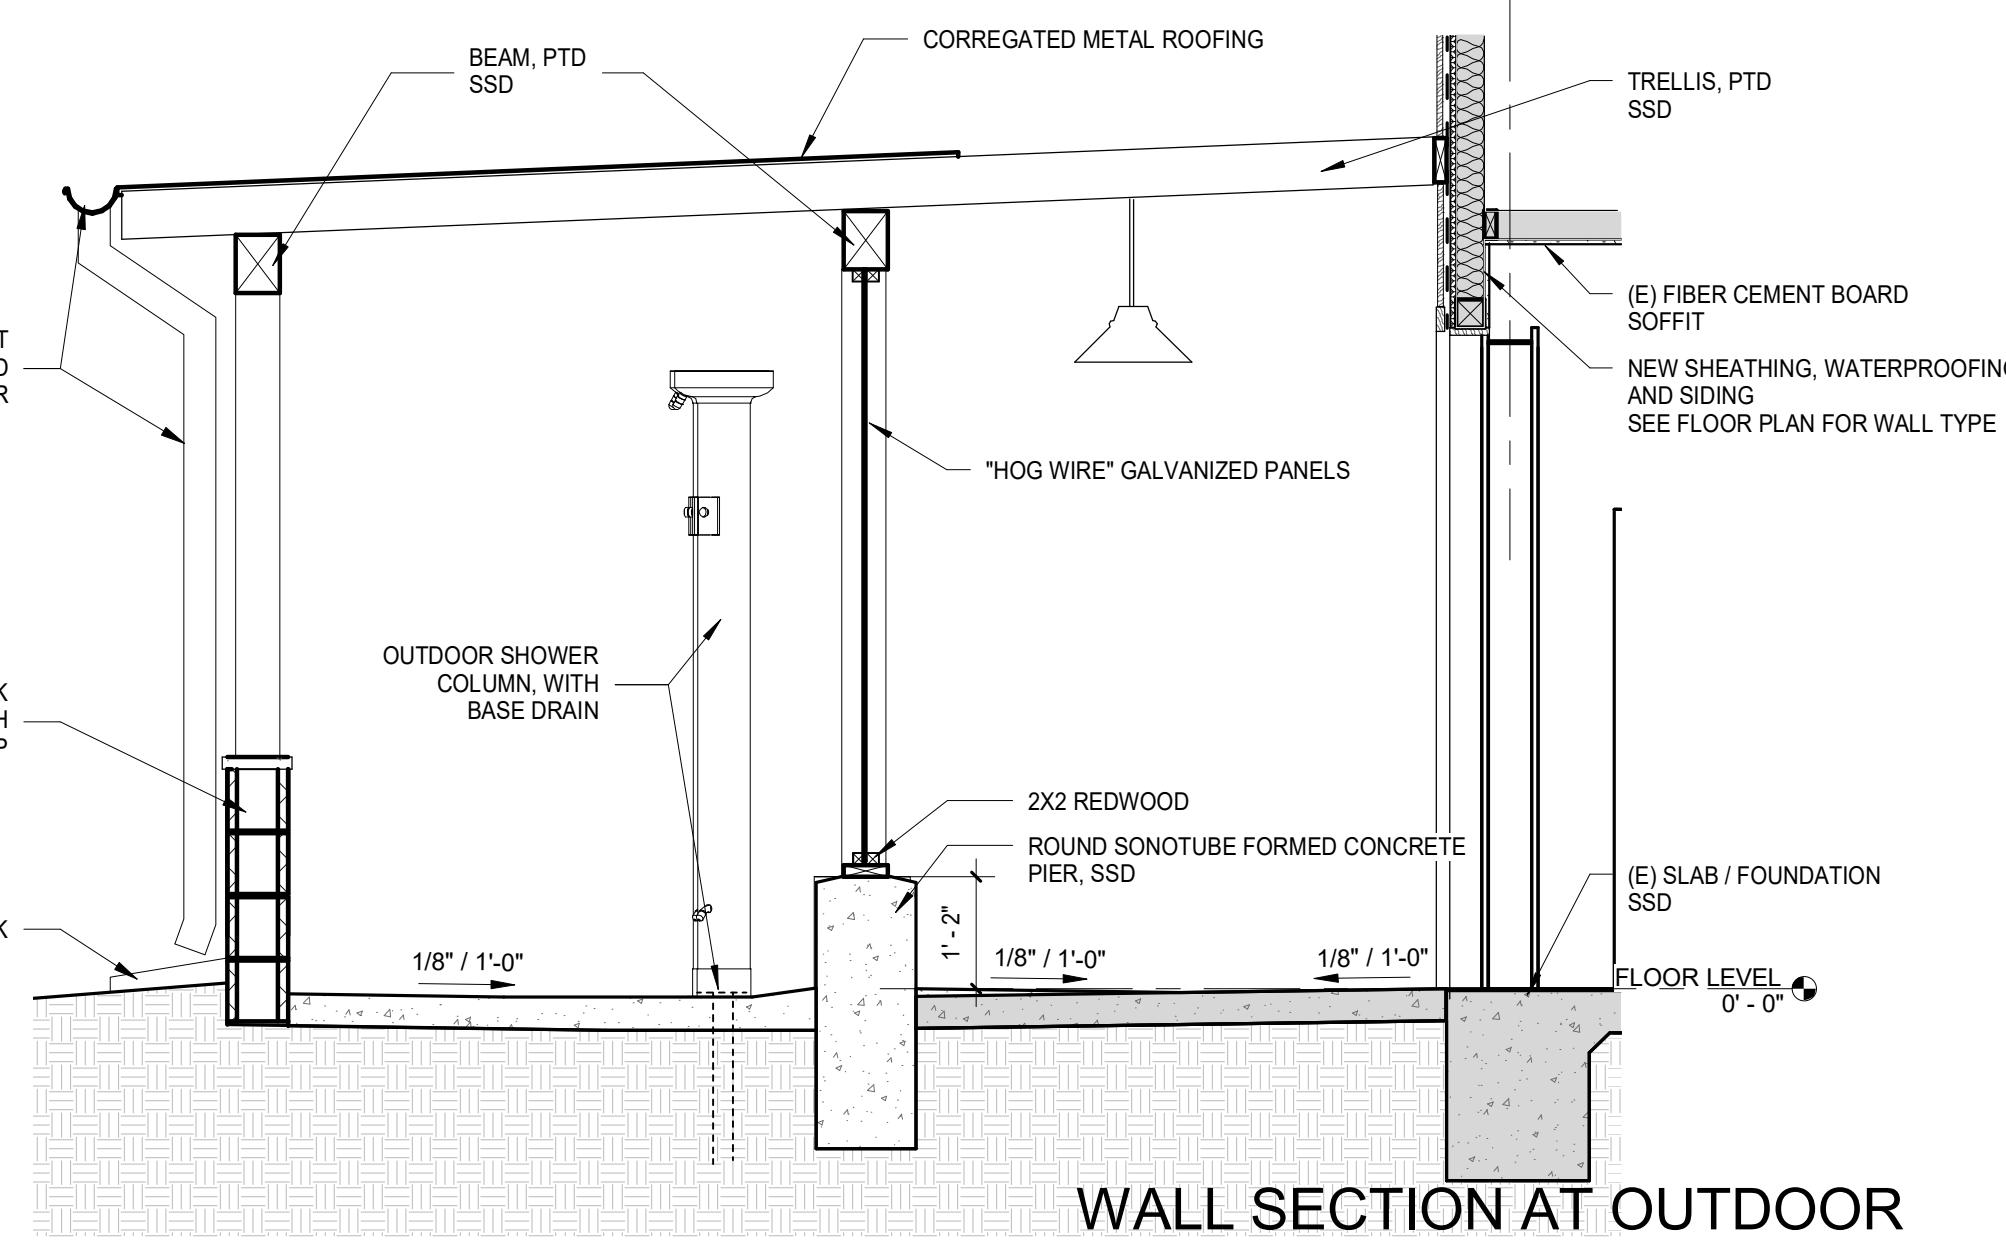 CORREGATED METAL ROOFING
BEAM, PTD
SSD
TRELLIS, PTD
SSD
(E) FIBER CEMENT BOARD
SOFFIT
T
D
R
NEW SHEATHING, WATERPROOFING
AND SIDING
SEE FLOOR PLAN FOR WALL TYPE
"HOG WIRE" GALVANIZED PANELS
OUTDOOR SHOWER
COLUMN, WITH
BASE DRAIN
K
H
P
2X2 REDWOOD
ROUND SONOTUBE FORMED CONCRETE
PIER, SSD
(E) SLAB / FOUNDATION
SSD
K
1' - 2"
1/8" / 1'-0"
1/8" / 1'-0"
1/8" / 1'-0"
FLOOR LEVEL
0' - 0"
WALL SECTION AT OUTDOOR